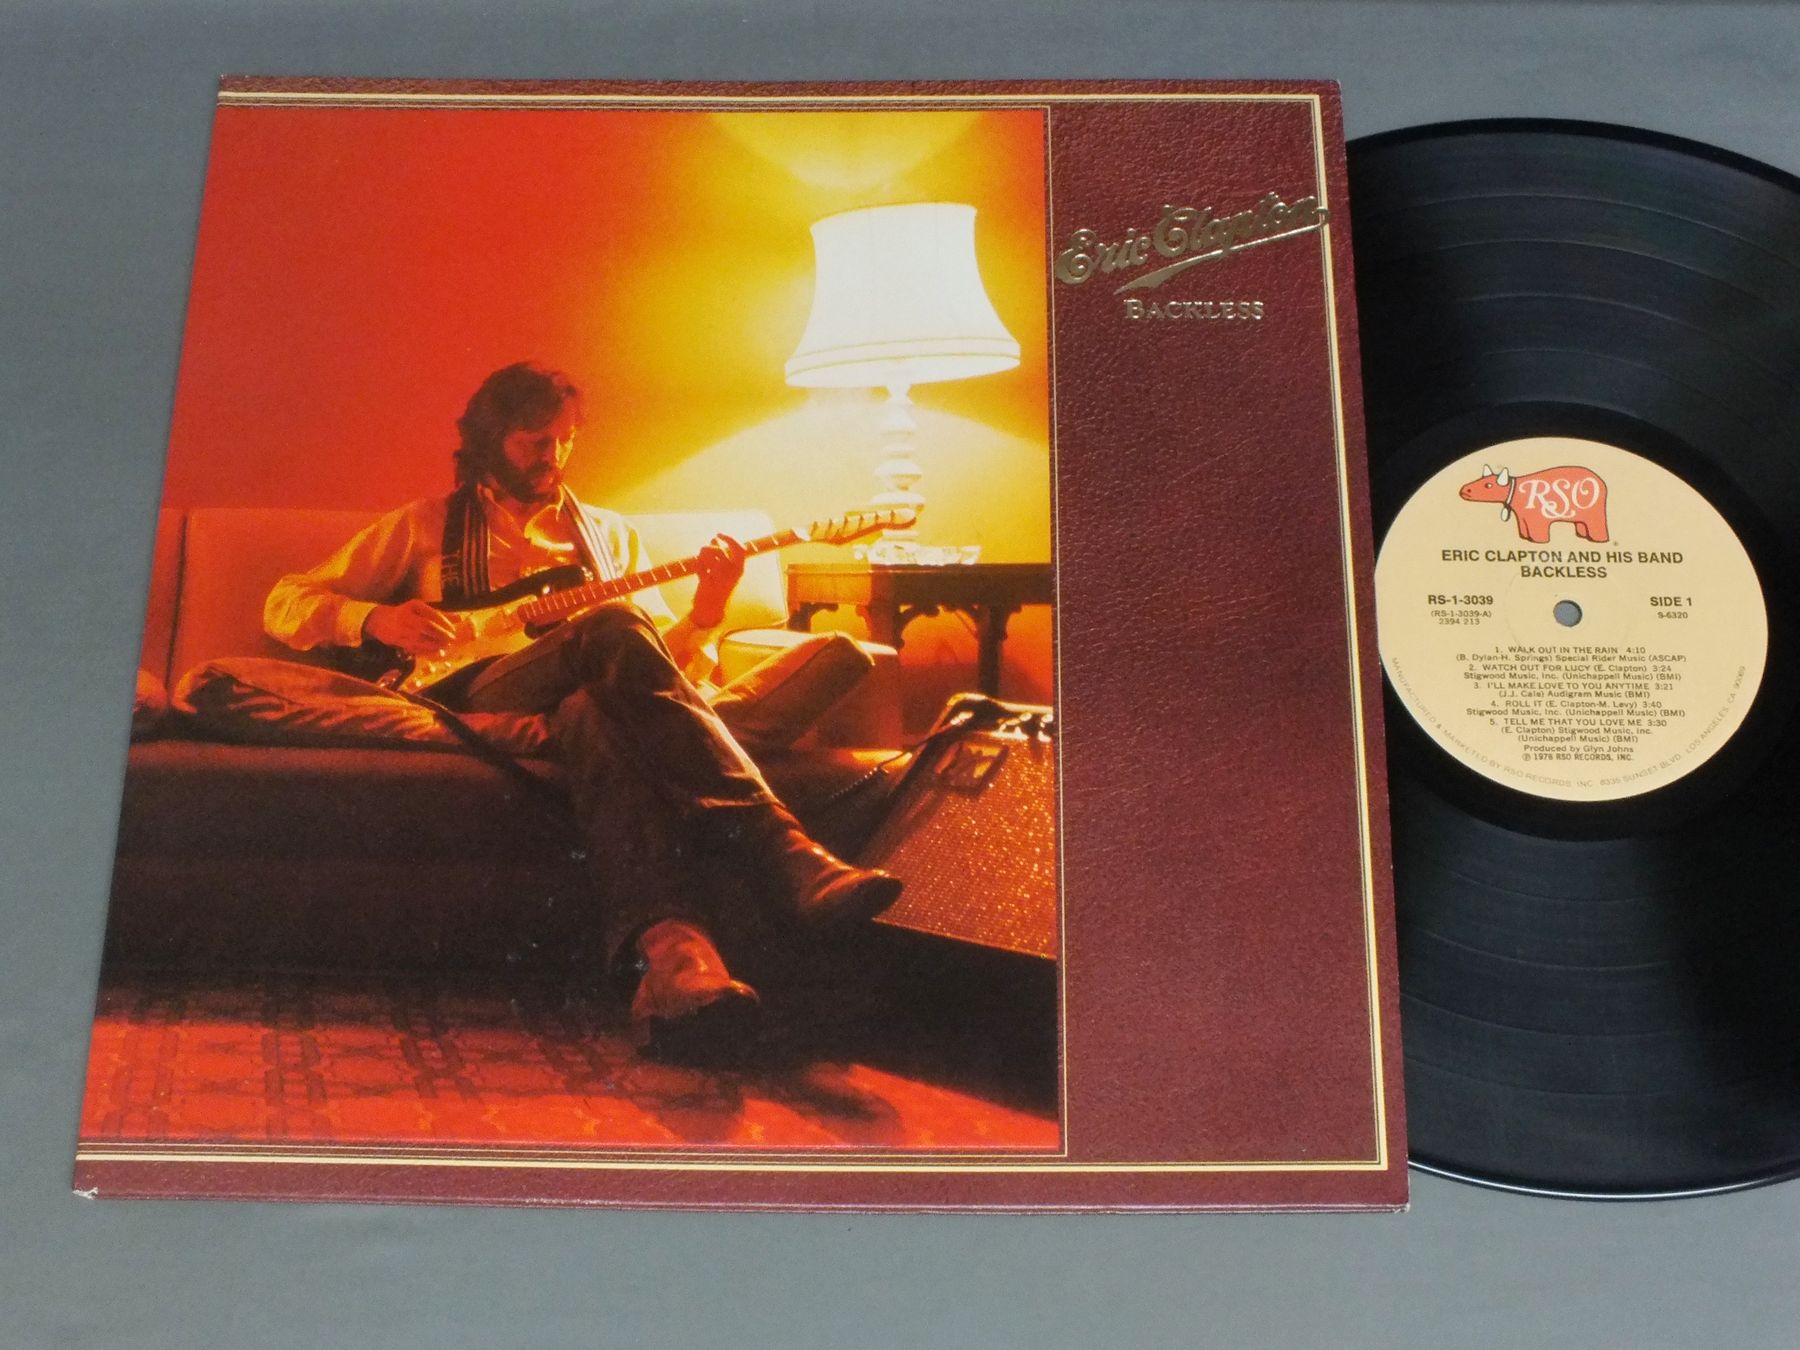 Eric Clapton
BACKLESS
THE
RSO
®
ERIC CLAPTON AND HIS BAND
BACKLESS
RS-1-3039
(RS-1-3039-A)
2394 213
SIDE 1
S-6320
1. WALK OUT IN THE RAIN 4:10
(B. Dylan-H. Springs) Special Rider Music (ASCAP)
2. WATCH OUT FOR LUCY (E. Clapton) 3:24
Stigwood Music, Inc. (Unichappell Music) (BMI)
3. I'LL MAKE LOVE TO YOU ANYTIME 3:21
(J.J. Cale) Audigram Music (BMI)
4. ROLL IT (E. Clapton-M. Levy) 3:40
Stigwood Music, Inc. (Unichappell Music) (BMI)
5. TELL ME THAT YOU LOVE ME 3:30
(E. Clapton) Stigwood Music, Inc.
(Unichappell Music) (BMI)
Produced by Glyn Johns
℗ 1978 RSO RECORDS, INC.
MANUFACTURED & MARKETED BY RSO RECORDS, INC. 8335 SUNSET BLVD. LOS ANGELES, CA. 90069